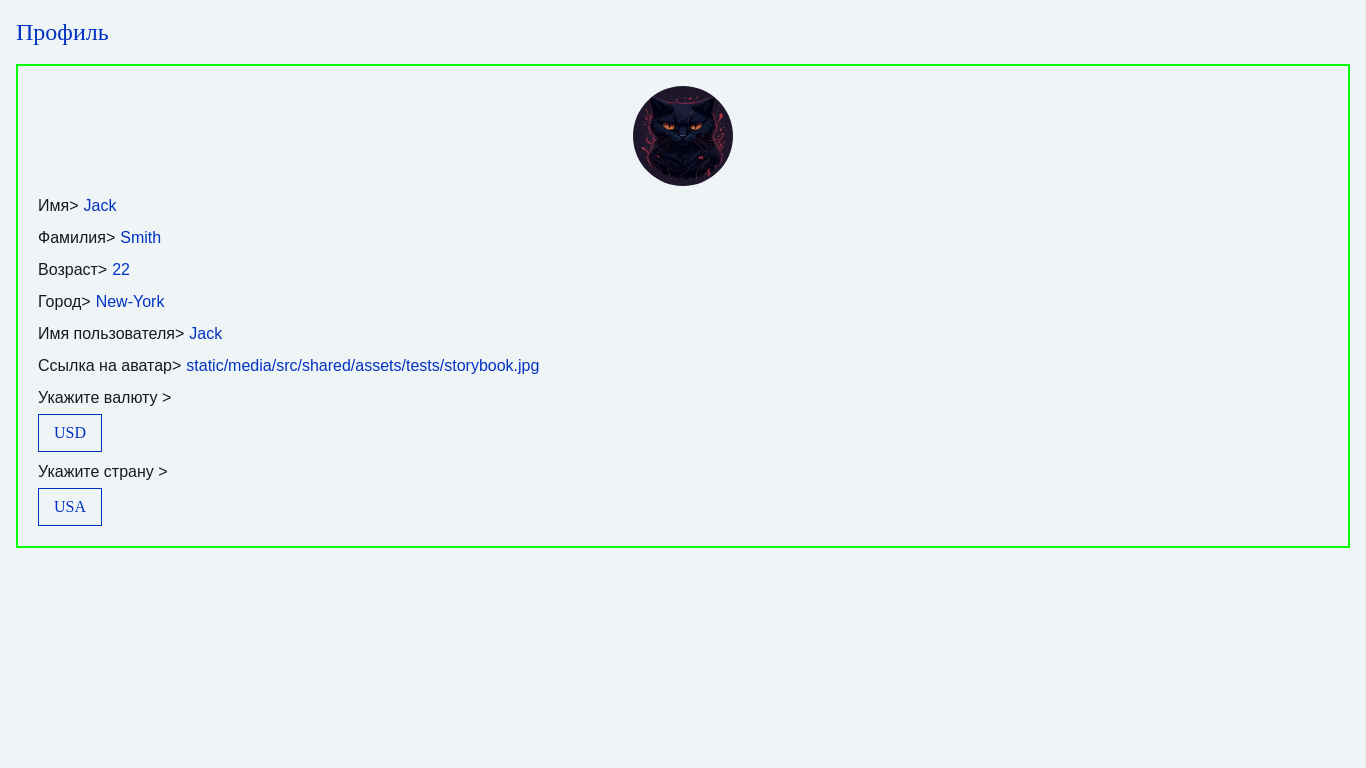 Профиль
Имя> Jack
Фамилия> Smith
Возраст> 22
Город> New-York
Имя пользователя> Jack
Ссылка на аватар> static/media/src/shared/assets/tests/storybook.jpg
Укажите валюту >
USD
Укажите страну >
USA